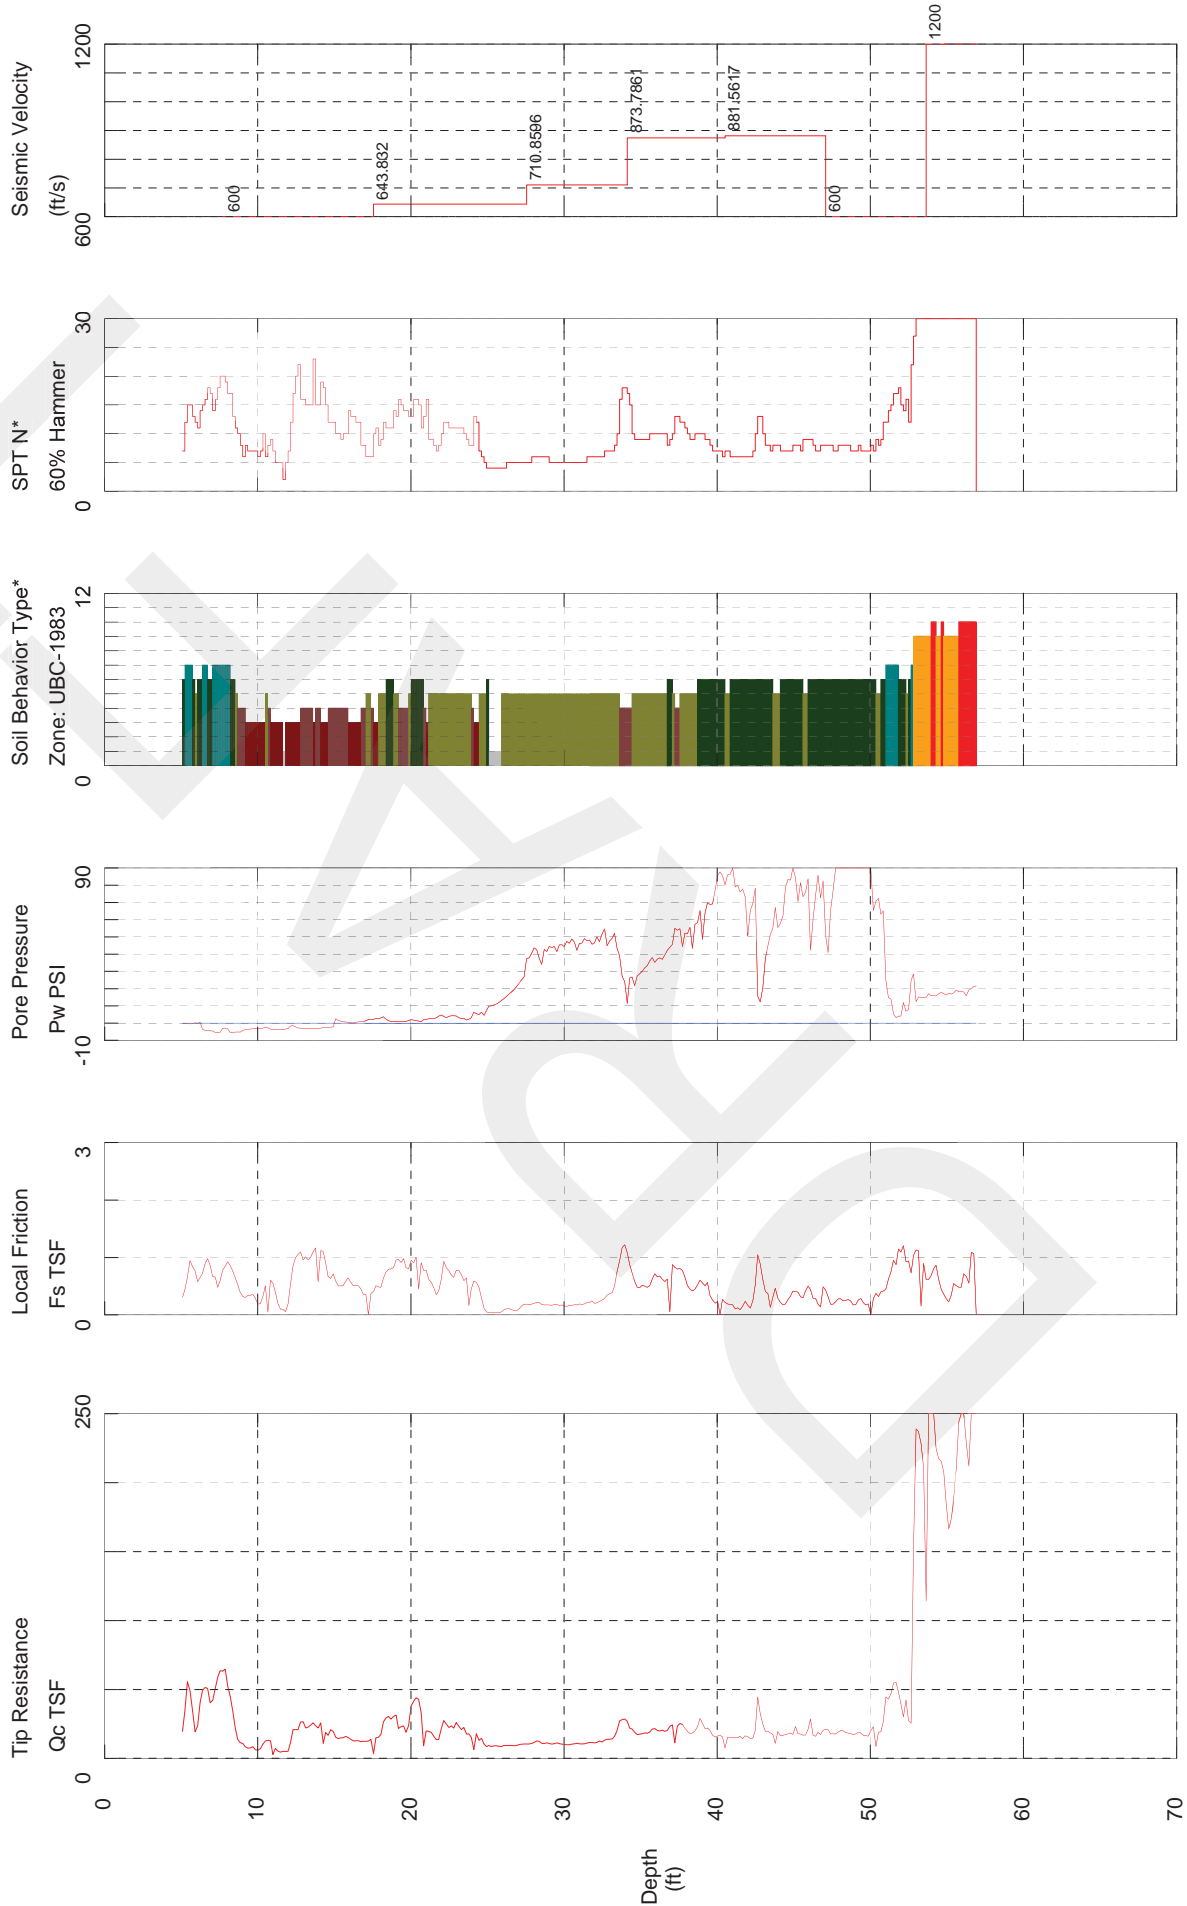 Tip Resistance
Qc TSF
0
250
Local Friction
Fs TSF
0
3
Pore Pressure
Pw PSI
-10
90
Soil Behavior Type*
Zone: UBC-1983
0
12
SPT N*
60% Hammer
0
30
Seismic Velocity
(ft/s)
600
1200
0
10
20
30
40
50
60
70
Depth
(ft)
600
643.832
710.8596
873.7861
881.5617
600
1200
DRAFT